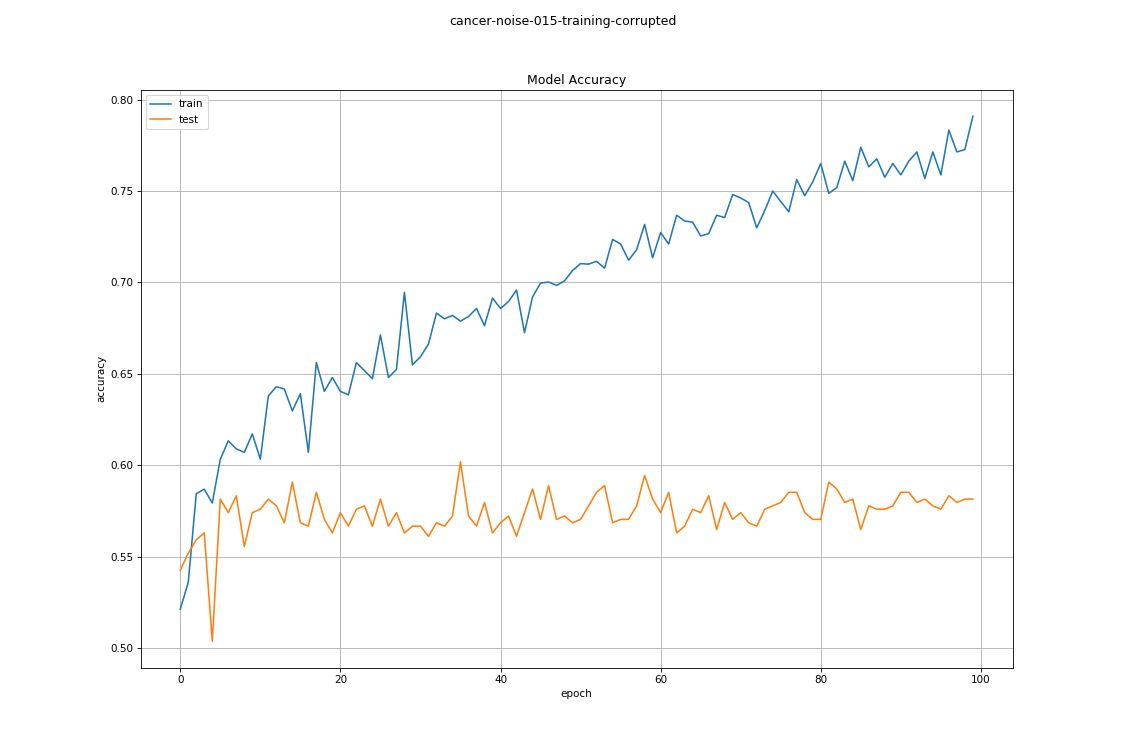 cancer-noise-015-training-corrupted
Model Accuracy
train
test
0.80
0.75
0.70
0.65
0.60
0.55
0.50
accuracy
0 20 40 60 80 100
epoch